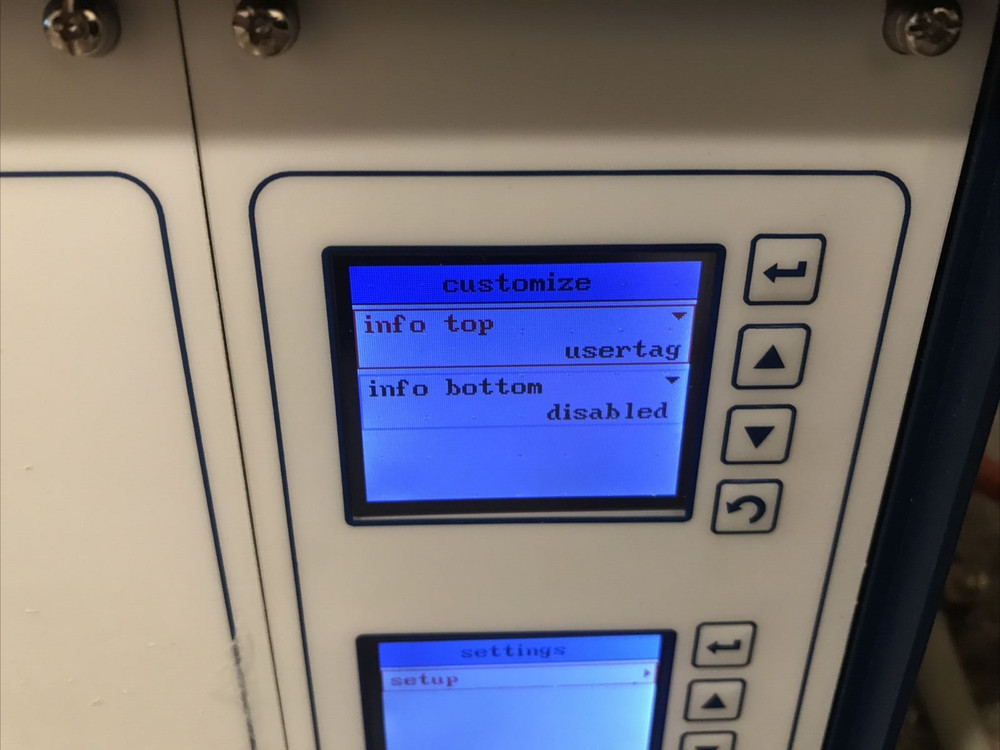 customize
info top
usertag
info bottom
disabled
settings
setup